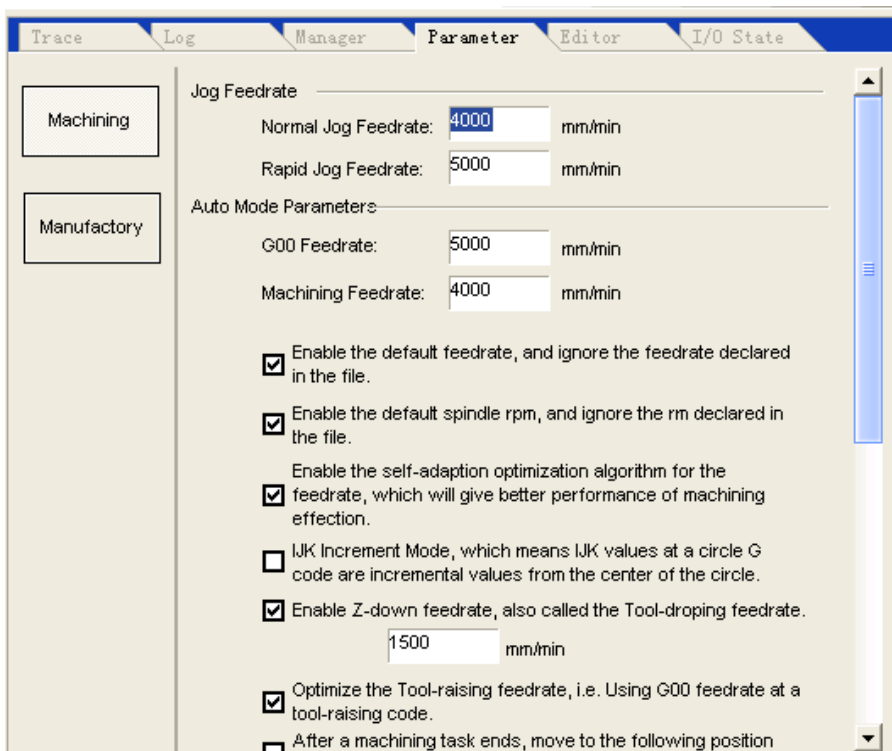 Trace Log Manager Parameter Editor I/O State
Machining
Manufactory
Jog Feedrate
Normal Jog Feedrate: 4000 mm/min
Rapid Jog Feedrate: 5000 mm/min
Auto Mode Parameters
G00 Feedrate: 5000 mm/min
Machining Feedrate: 4000 mm/min
Enable the default feedrate, and ignore the feedrate declared
in the file.
Enable the default spindle rpm, and ignore the rm declared in
the file.
Enable the self-adaption optimization algorithm for the
feedrate, which will give better performance of machining
effection.
IJK Increment Mode, which means IJK values at a circle G
code are incremental values from the center of the circle.
Enable Z-down feedrate, also called the Tool-droping feedrate.
1500 mm/min
Optimize the Tool-raising feedrate, i.e. Using G00 feedrate at a
tool-raising code.
After a machining task ends, move to the following position